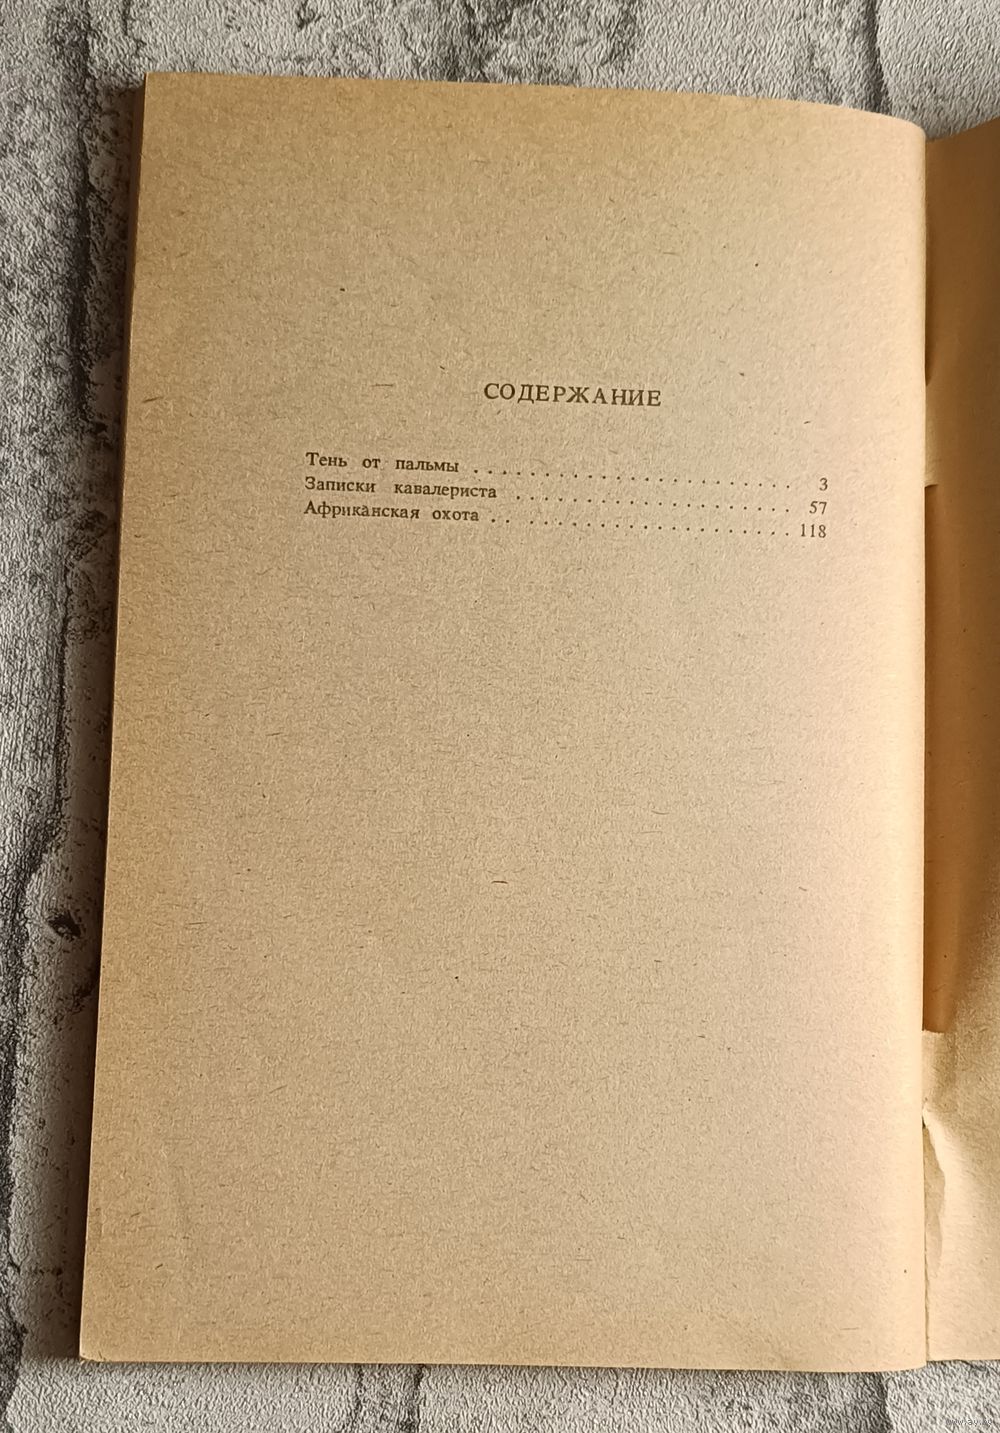 СОДЕРЖАНИЕ
Тень от пальмы . . . . . . . . . . . . . . . . . . . . . . . 3
Записки кавалериста . . . . . . . . . . . . . . . . . . . . 57
Африканская охота . . . . . . . . . . . . . . . . . . . . . 118